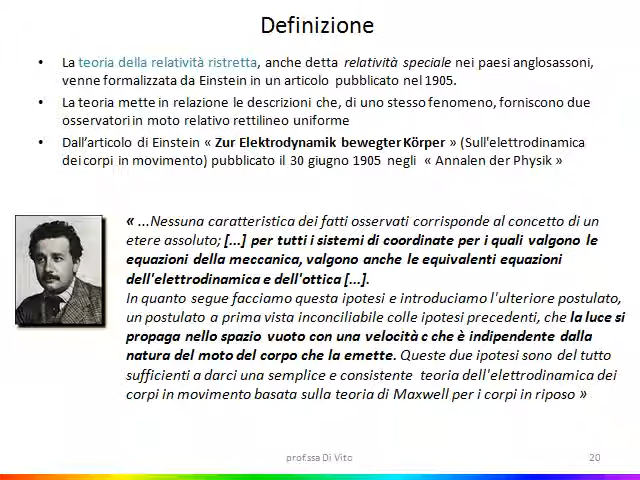 Definizione
• La teoria della relatività ristretta, anche detta relatività speciale nei paesi anglosassoni,
venne formalizzata da Einstein in un articolo pubblicato nel 1905.
• La teoria mette in relazione le descrizioni che, di uno stesso fenomeno, forniscono due
osservatori in moto relativo rettilineo uniforme
• Dall'articolo di Einstein « Zur Elektrodynamik bewegter Körper » (Sull'elettrodinamica
dei corpi in movimento) pubblicato il 30 giugno 1905 negli « Annalen der Physik »
« ...Nessuna caratteristica dei fatti osservati corrisponde al concetto di un
etere assoluto; [...] per tutti i sistemi di coordinate per i quali valgono le
equazioni della meccanica, valgono anche le equivalenti equazioni
dell'elettrodinamica e dell'ottica [...].
In quanto segue facciamo questa ipotesi e introduciamo l'ulteriore postulato,
un postulato a prima vista inconciliabile colle ipotesi precedenti, che la luce si
propaga nello spazio vuoto con una velocità c che è indipendente dalla
natura del moto del corpo che la emette. Queste due ipotesi sono del tutto
sufficienti a darci una semplice e consistente teoria dell'elettrodinamica dei
corpi in movimento basata sulla teoria di Maxwell per i corpi in riposo »
prof.ssa Di Vito
20